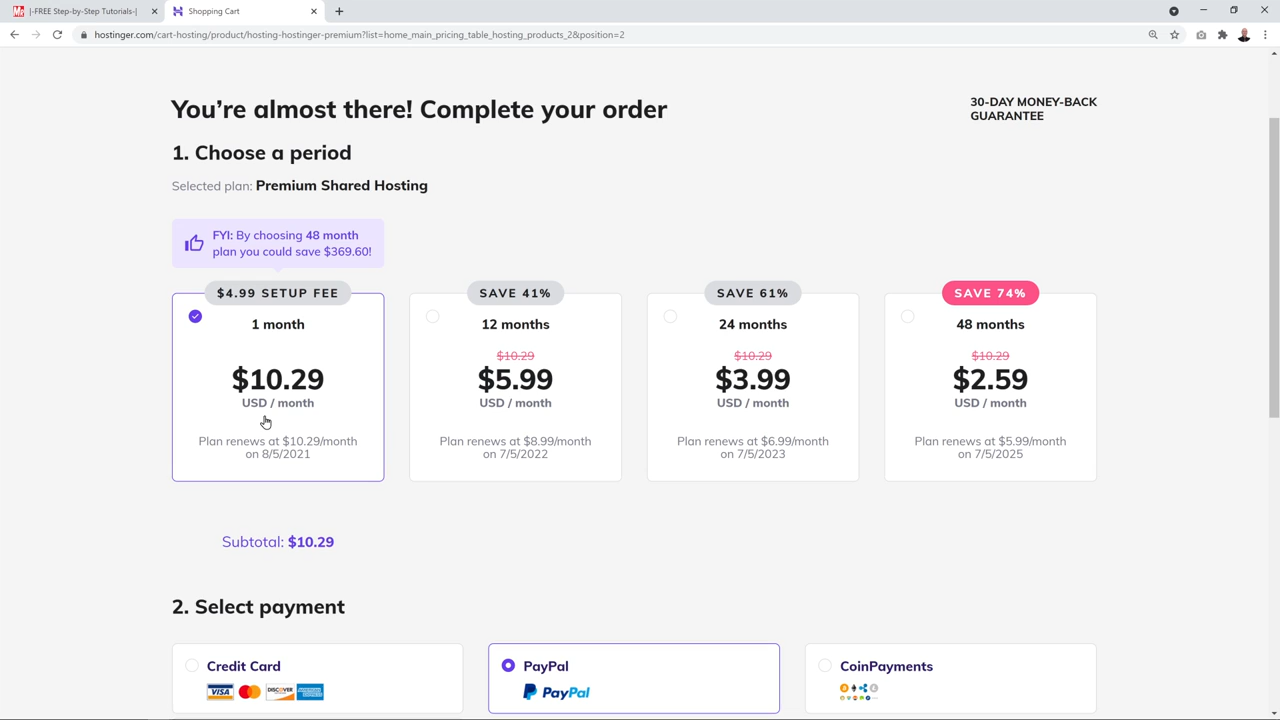 |-FREE Step-by-Step Tutorials-|
Shopping Cart
hostinger.com/cart-hosting/product/hosting-hostinger-premium?list=home_main_pricing_table_hosting_products_2&position=2
You're almost there! Complete your order
30-DAY MONEY-BACK
GUARANTEE
1. Choose a period
Selected plan: Premium Shared Hosting
FYI: By choosing 48 month
plan you could save $369.60!
$4.99 SETUP FEE
1 month
$10.29
USD / month
Plan renews at $10.29/month
on 8/5/2021
SAVE 41%
12 months
$10.29
$5.99
USD / month
Plan renews at $8.99/month
on 7/5/2022
SAVE 61%
24 months
$10.29
$3.99
USD / month
Plan renews at $6.99/month
on 7/5/2023
SAVE 74%
48 months
$10.29
$2.59
USD / month
Plan renews at $5.99/month
on 7/5/2025
Subtotal: $10.29
2. Select payment
Credit Card
VISA
DISCOVER
PayPal
PayPal
CoinPayments